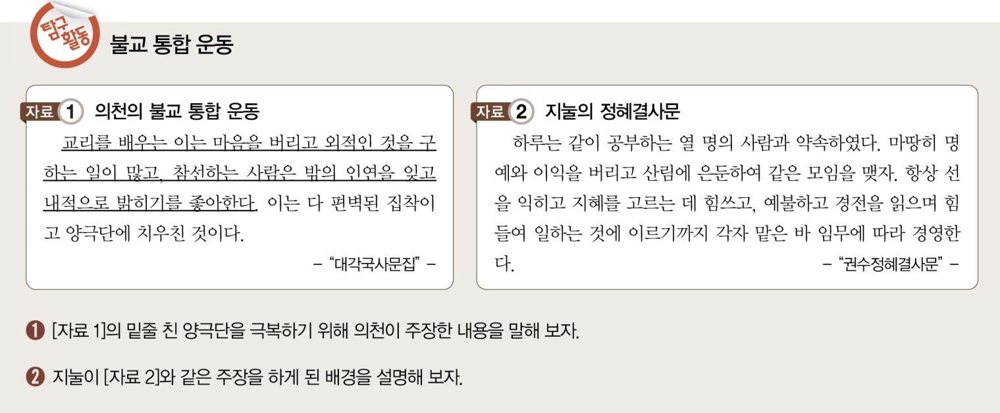 탐구
활동
불교 통합 운동
자료 1 의천의 불교 통합 운동
교리를 배우는 이는 마음을 버리고 외적인 것을 구
하는 일이 많고, 참선하는 사람은 밖의 인연을 잊고
내적으로 밝히기를 좋아한다. 이는 다 편벽된 집착이
고 양극단에 치우친 것이다.
– “대각국사문집” –
자료 2 지눌의 정혜결사문
하루는 같이 공부하는 열 명의 사람과 약속하였다. 마땅히 명
예와 이익을 버리고 산림에 은둔하여 같은 모임을 맺자. 항상 선
을 익히고 지혜를 고르는 데 힘쓰고, 예불하고 경전을 읽으며 힘
들여 일하는 것에 이르기까지 각자 맡은 바 임무에 따라 경영한
다. – “권수정혜결사문” –
1 [자료 1]의 밑줄 친 양극단을 극복하기 위해 의천이 주장한 내용을 말해 보자.
2 지눌이 [자료 2]와 같은 주장을 하게 된 배경을 설명해 보자.